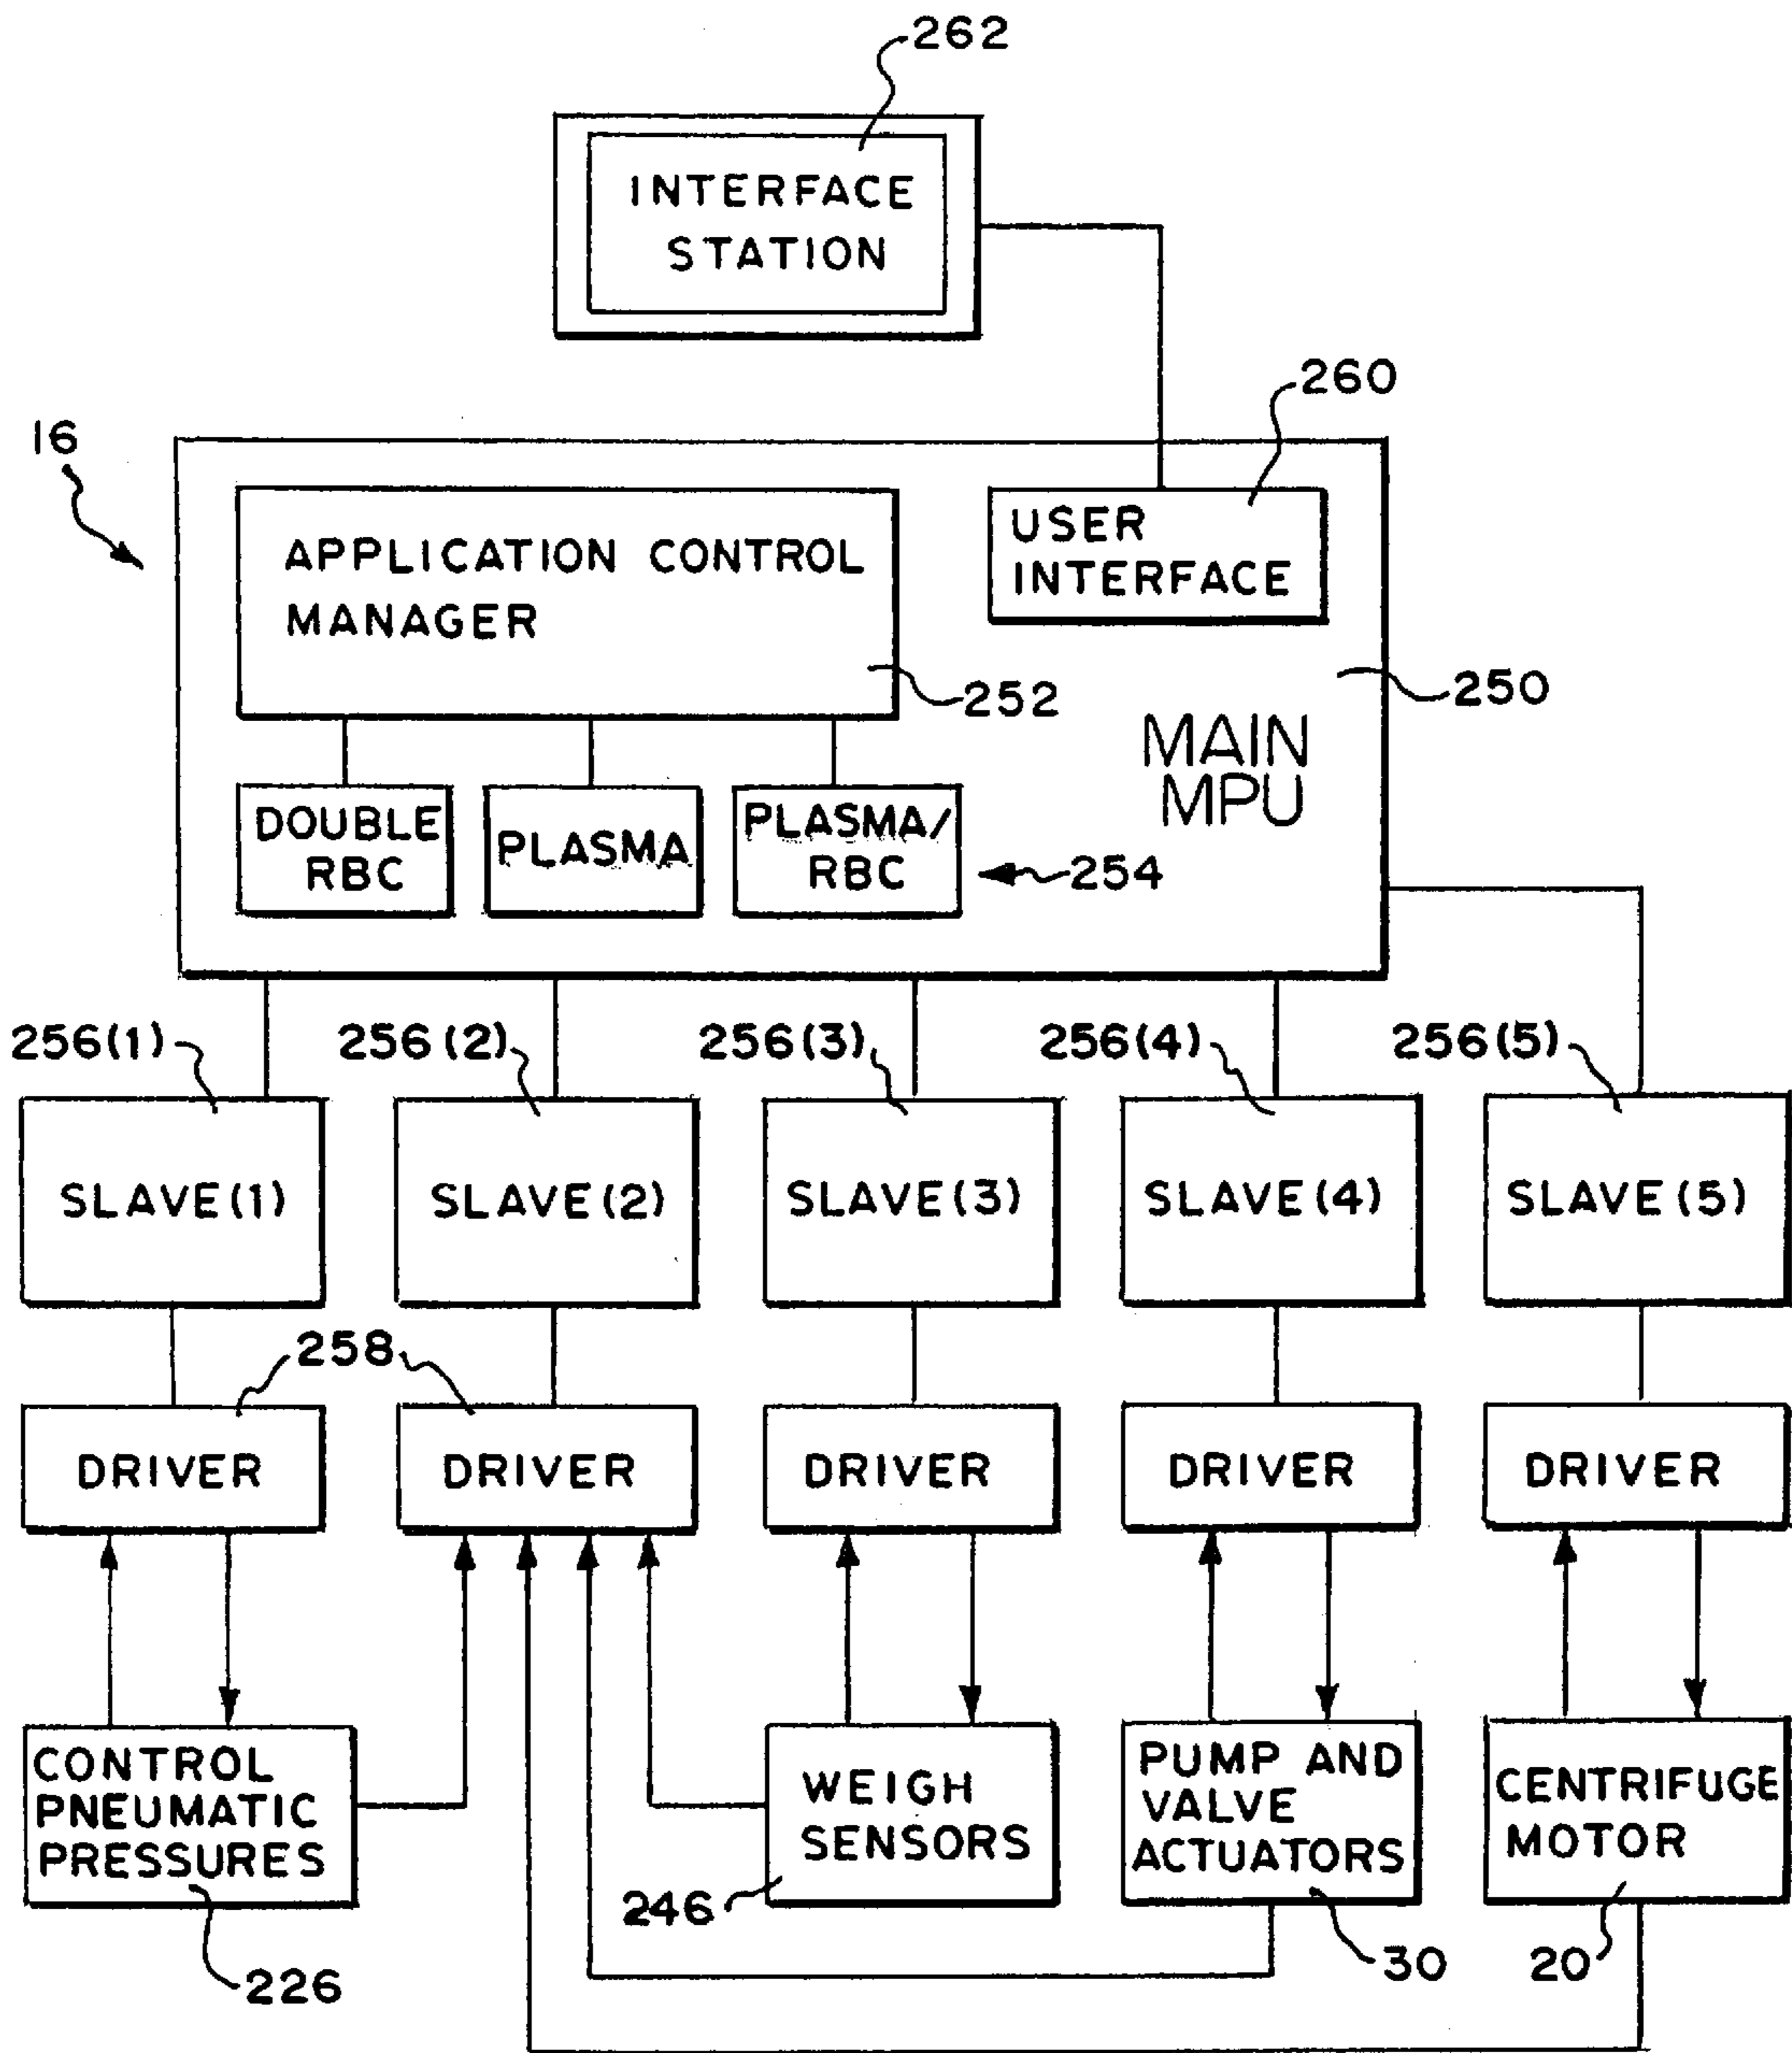 262
INTERFACE
STATION
260
16
USER
INTERFACE
APPLICATION CONTROL
MANAGER
252
250
MAIN
MPU
DOUBLE
RBC
PLASMA
PLASMA/
RBC
254
256(1)
256(2)
256(3)
256(4)
256(5)
SLAVE(1)
SLAVE(2)
SLAVE(3)
SLAVE(4)
SLAVE(5)
258
DRIVER
DRIVER
DRIVER
DRIVER
DRIVER
CONTROL
PNEUMATIC
PRESSURES
WEIGH
SENSORS
PUMP AND
VALVE
ACTUATORS
CENTRIFUGE
MOTOR
226
246
30
20